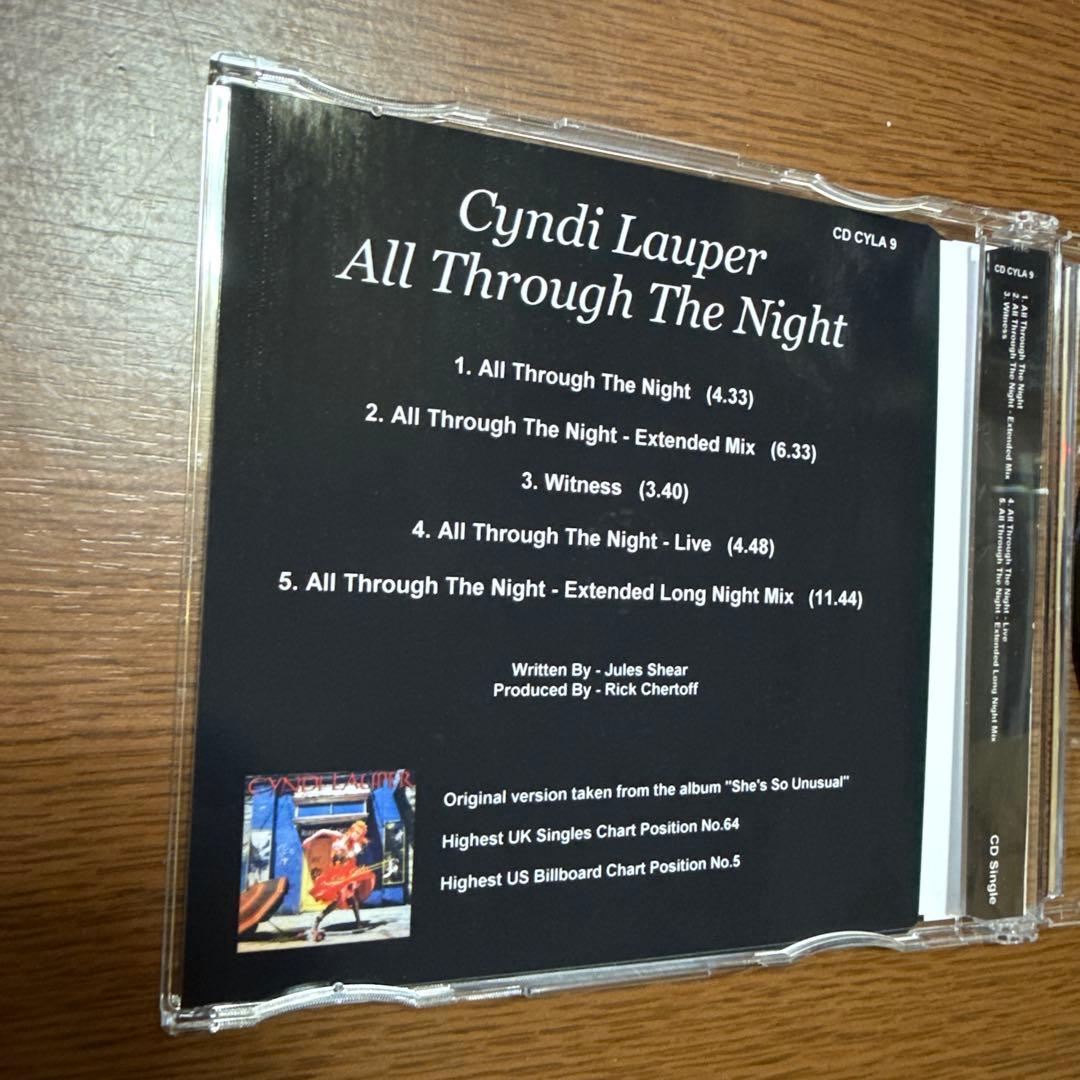 Cyndi Lauper
All Through The Night
CD CYLA 9
1. All Through The Night (4.33)
2. All Through The Night - Extended Mix (6.33)
3. Witness (3.40)
4. All Through The Night - Live (4.48)
5. All Through The Night - Extended Long Night Mix (11.44)
Written By - Jules Shear
Produced By - Rick Chertoff
CYNDI LAUPER
Original version taken from the album "She's So Unusual"
Highest UK Singles Chart Position No.64
Highest US Billboard Chart Position No.5
CD CYLA 9
1. All Through The Night
2. All Through The Night - Extended Mix
3. Witness
4. All Through The Night - Live
5. All Through The Night - Extended Long Night Mix
CD Single